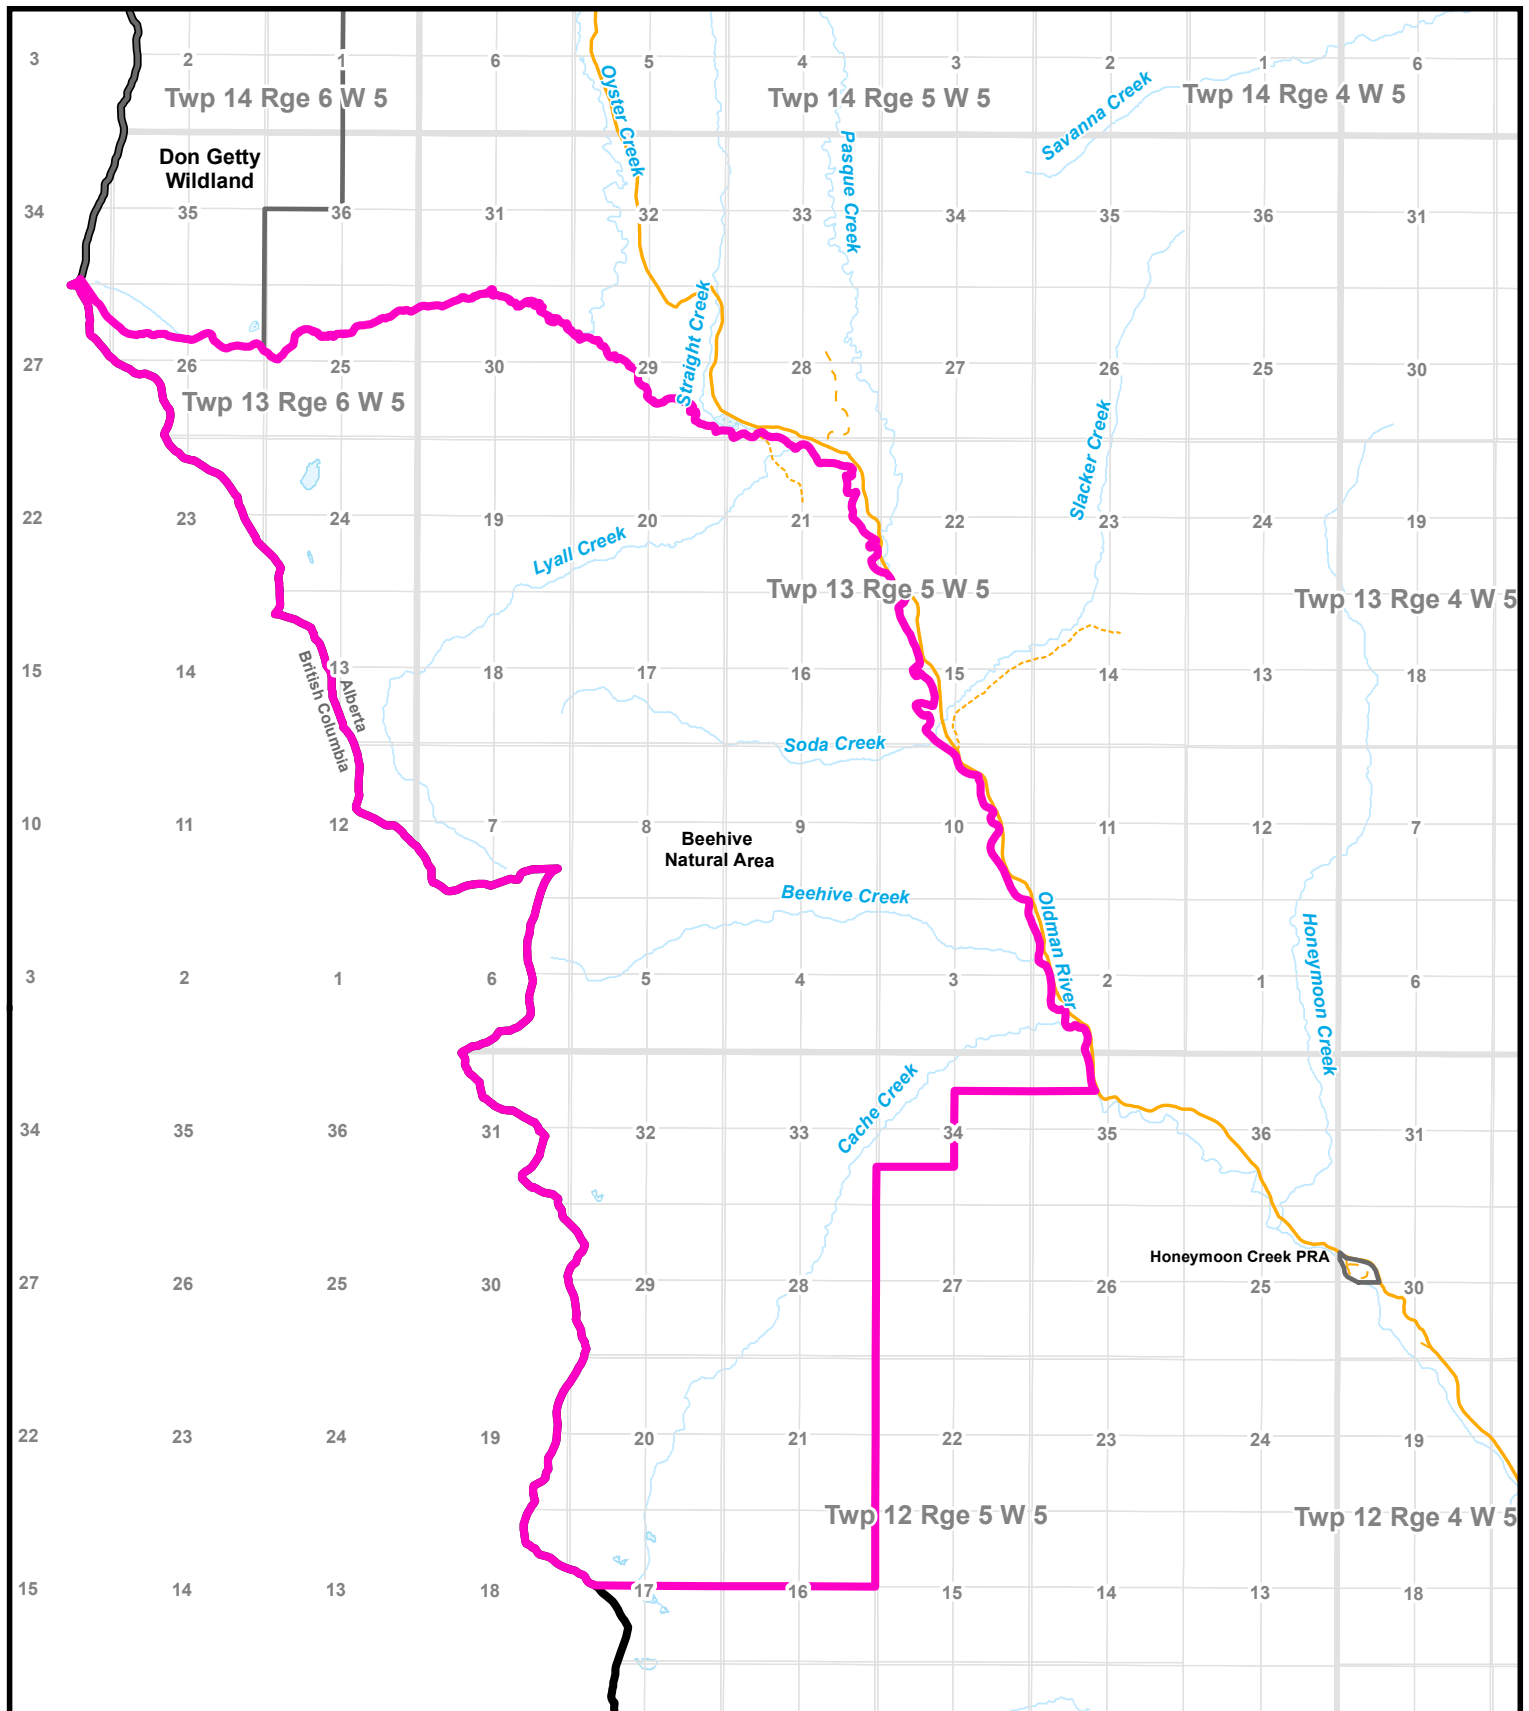 3 2 1 6 5 4 3 2 1 6
Twp 14 Rge 6 W 5
Twp 14 Rge 5 W 5
Twp 14 Rge 4 W 5
Oyster Creek
Pasque Creek
Savanna Creek
Don Getty
Wildland
34 35 36 31 32 33 34 35 36 31
Straight Creek
27 26 25 30 29 28 27 26 25 30
Twp 13 Rge 6 W 5
Slacker Creek
22 23 24 19 20 21 22 23 24 19
Lyall Creek
Twp 13 Rge 5 W 5
Twp 13 Rge 4 W 5
15 14 13 18 17 16 15 14 13 18
Alberta
British Columbia
Soda Creek
10 11 12 7 8 9 10 11 12 7
Beehive
Natural Area
Beehive Creek
Oldman River
Honeymoon Creek
3 2 1 6 5 4 3 2 1 6
Cache Creek
34 35 36 31 32 33 34 35 36 31
Honeymoon Creek PRA
27 26 25 30 29 28 27 26 25 30
22 23 24 19 20 21 22 23 24 19
Twp 12 Rge 5 W 5
Twp 12 Rge 4 W 5
15 14 13 18 17 16 15 14 13 18